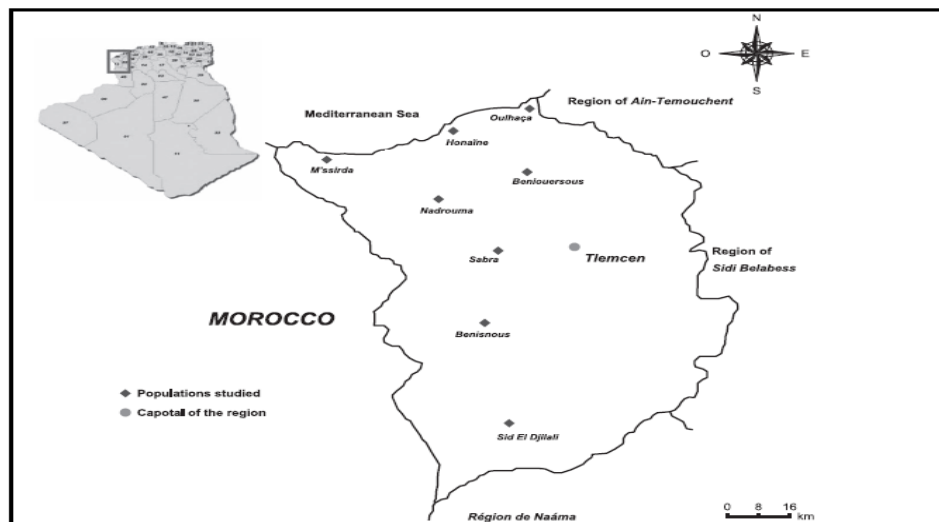 N
O E
S
Mediterranean Sea
Region of Ain-Temouchent
Oulhaça
Honaïne
M'ssirda
Beniouersous
Nadrouma
Sabra
Tlemcen
Region of
Sidi Belabess
MOROCCO
Benisnous
Populations studied
Capotal of the region
Sid El Djilali
Région de Naáma
0 8 16
km